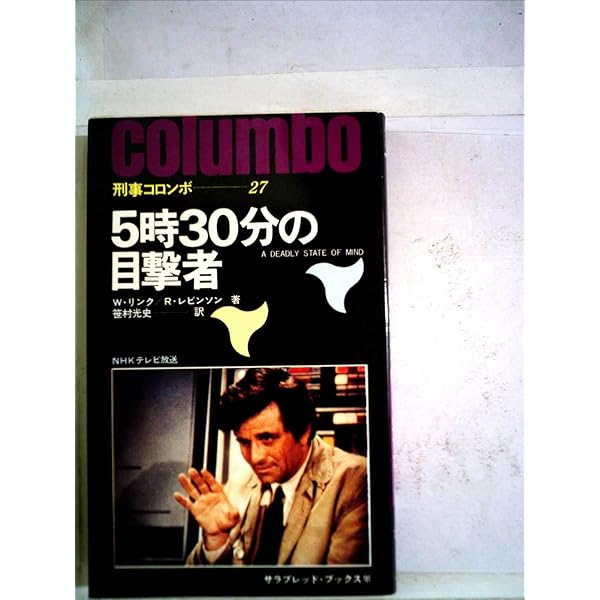 columbo
刑事コロンボ――27
5時30分の
A DEADLY STATE OF MIND
目撃者
W・リンク/R・レビンソン 著
笹村光史――訳
NHKテレビ放送
サラブレッド・ブックス